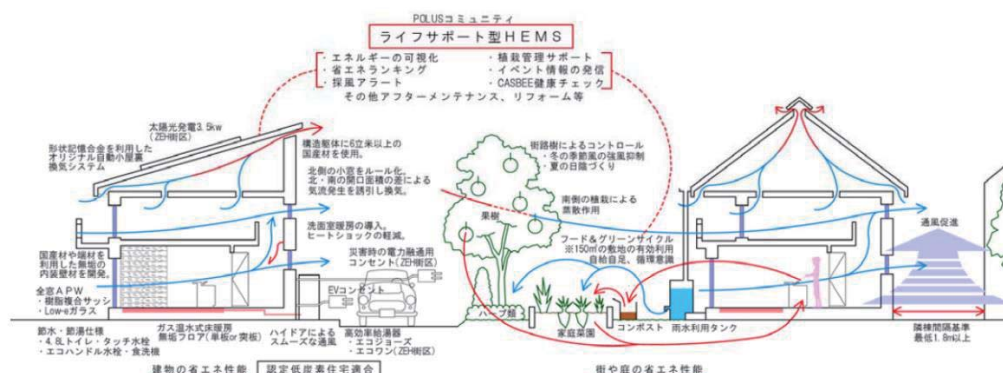 POLUSコミュニティ
ライフサポート型HEMS
・エネルギーの可視化
・省エネランキング
・採風アラート
・植栽管理サポート
・イベント情報の発信
・CASBEE健康チェック
その他アフターメンテナンス、リフォーム等
太陽光発電3.5kw
(ZEH街区)
形状記憶合金を利用した
オリジナル自動小屋裏
換気システム
構造躯体に6立米以上の
国産材を使用。
北側の小窓をルール化。
北・南の開口面積の差による
気流発生を誘引し換気。
洗面室暖房の導入。
ヒートショックの軽減。
国産材や端材を
利用した無垢の
内装壁材を開発。
災害時の電力融通用
コンセント(ZEH街区)
EVコンセント
全窓APW
・樹脂複合サッシ
・Low-eガラス
節水・節湯仕様
・4.8Lトイレ・タッチ水栓
・エコハンドル水栓・食洗機
ガス温水式床暖房
無垢フロア(単板or突板)
ハイドアによる
スムーズな通風
高効率給湯器
・エコジョーズ
・エコワン(ZEH街区)
街路樹によるコントロール
・冬の季節風の強風抑制
・夏の日陰づくり
果樹
南側の植栽による
蒸散作用
フード&グリーンサイクル
※150㎡の敷地の有効利用
自給自足、循環意識
ハーブ類
家庭菜園
コンポスト
雨水利用タンク
通風促進
隣棟間隔基準
最低1.8m以上
建物の省エネ性能
認定低炭素住宅適合
街や庭の省エネ性能